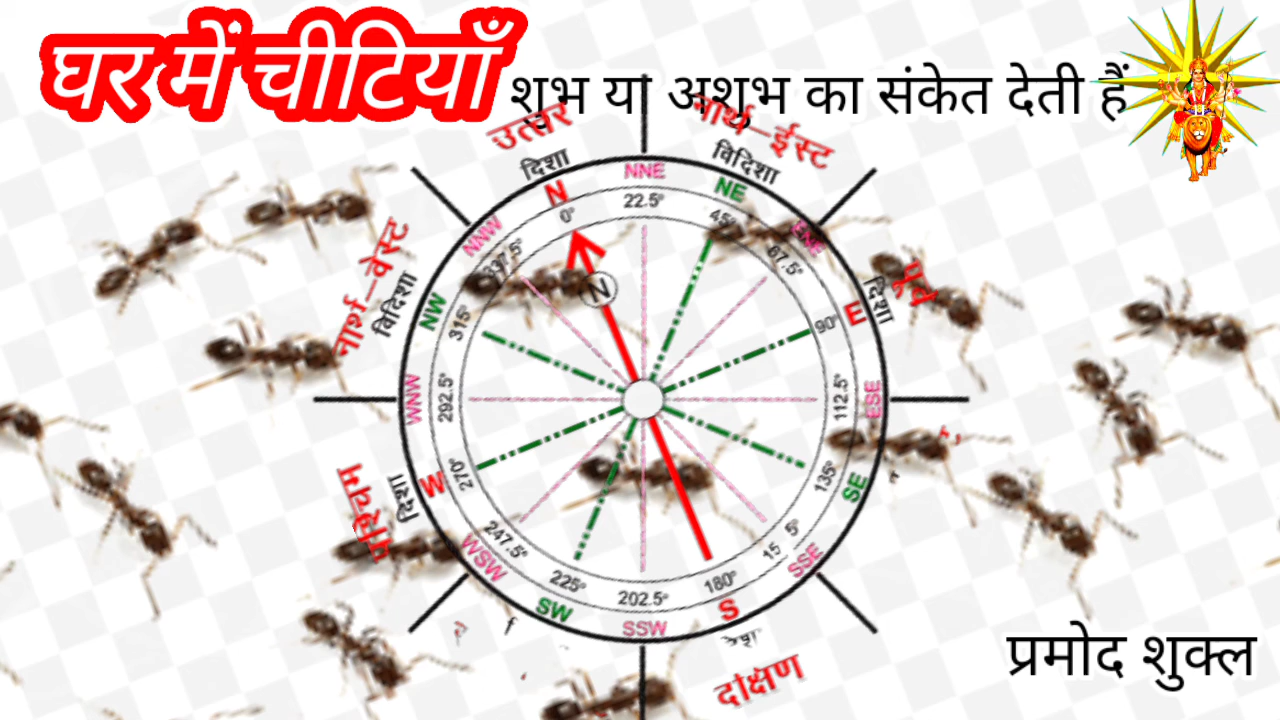 घर में चीटियाँ
शुभ या अशुभ का संकेत देती हैं
उत्तर
दिशा
नार्थ-ईस्ट
विदिशा
NNE
N
NE
22.5°
0°
45°
NNW
337.5°
ENE
67.5°
नार्थ-वेस्ट
विदिशा
NW
315°
N
पूर्व
दिशा
E
90°
WNW
292.5°
112.5°
ESE
पश्चिम
दिशा
W
270°
135°
SE
247.5°
WSW
15 5°
SSE
225°
SW
202.5°
SSW
180°
S
दक्षिण
प्रमोद शुक्ल